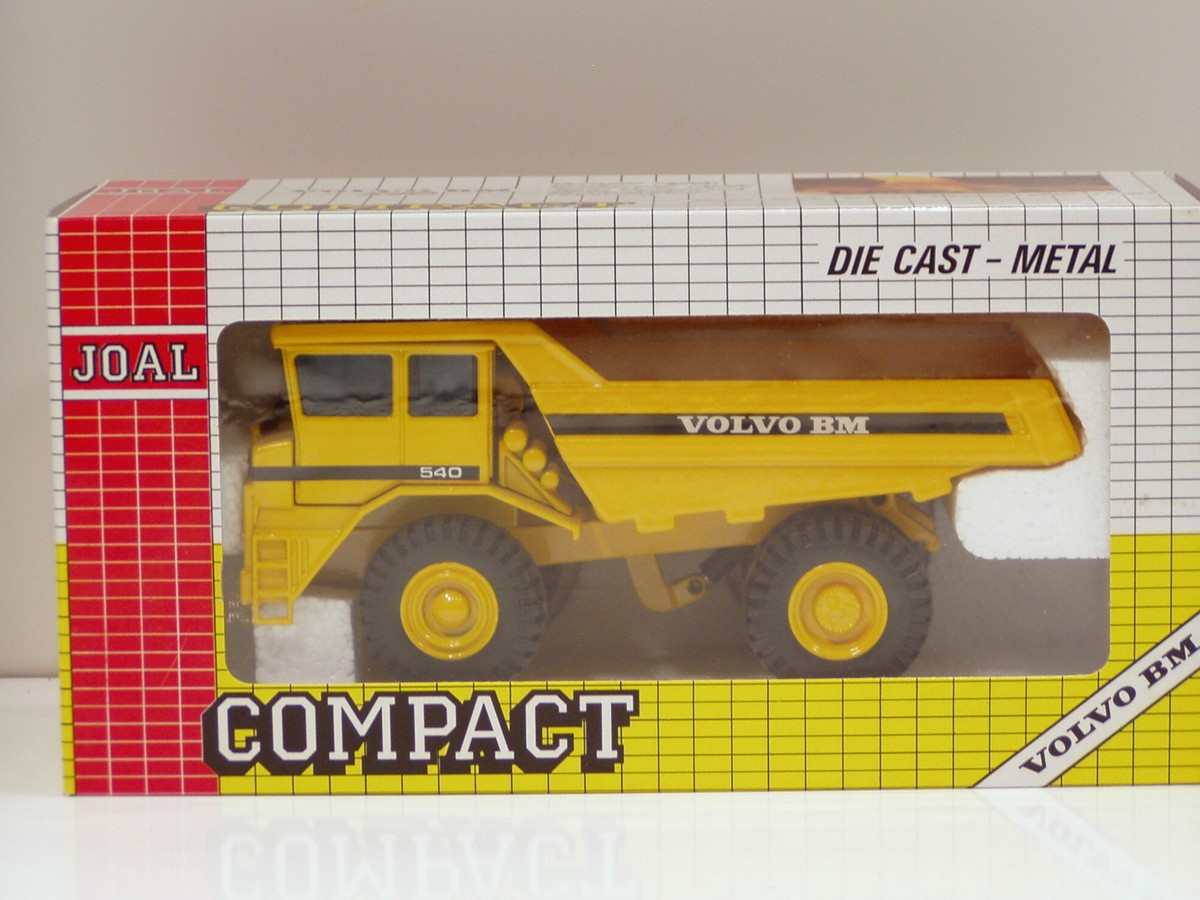 DIE CAST - METAL
JOAL
VOLVO BM
540
COMPACT
VOLVO BM